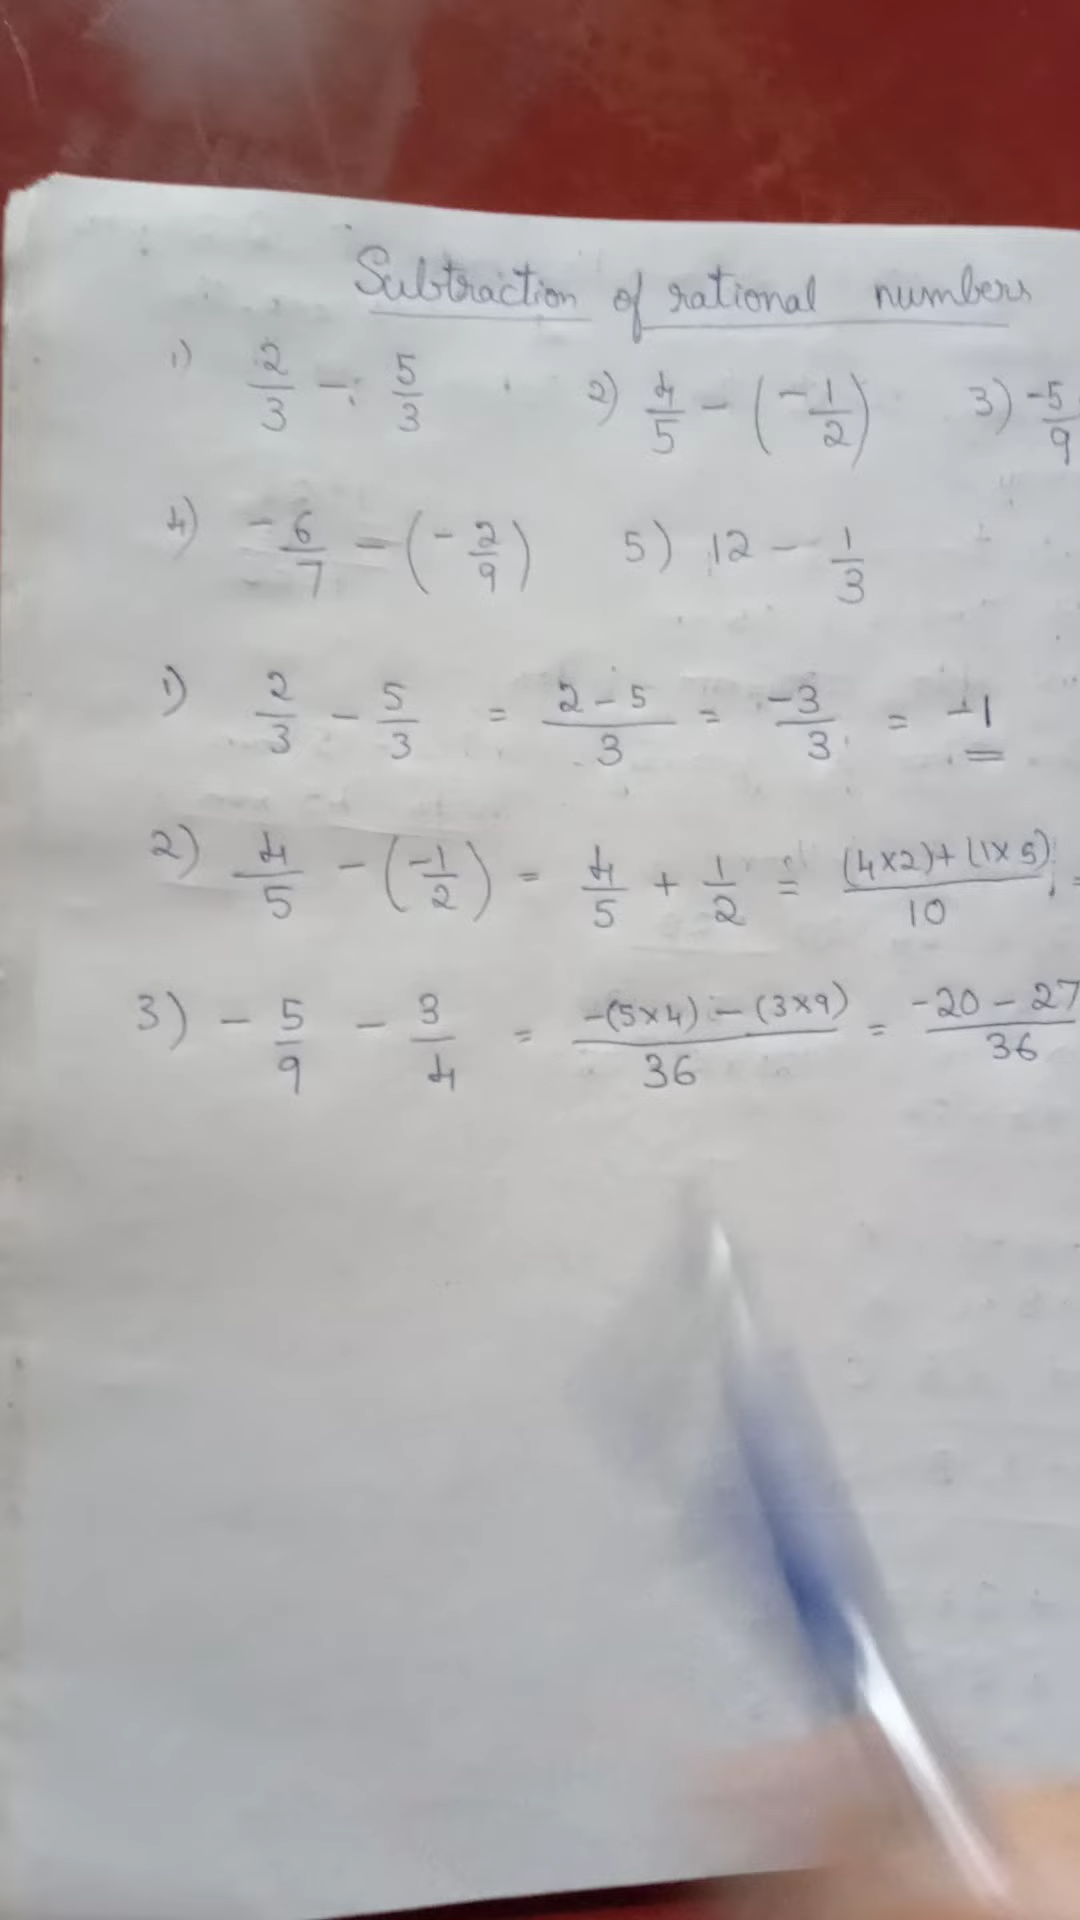 Subtraction of rational numbers
1) 2/3 - 5/3 2) 4/5 - (-1/2) 3) -5/9
4) -6/7 - (-2/9) 5) 12 - 1/3
1) 2/3 - 5/3 = (2-5)/3 = -3/3 = -1
2) 4/5 - (-1/2) = 4/5 + 1/2 = ((4×2)+(1×5))/10 =
3) -5/9 - 3/4 = (-(5×4)-(3×9))/36 = (-20-27)/36